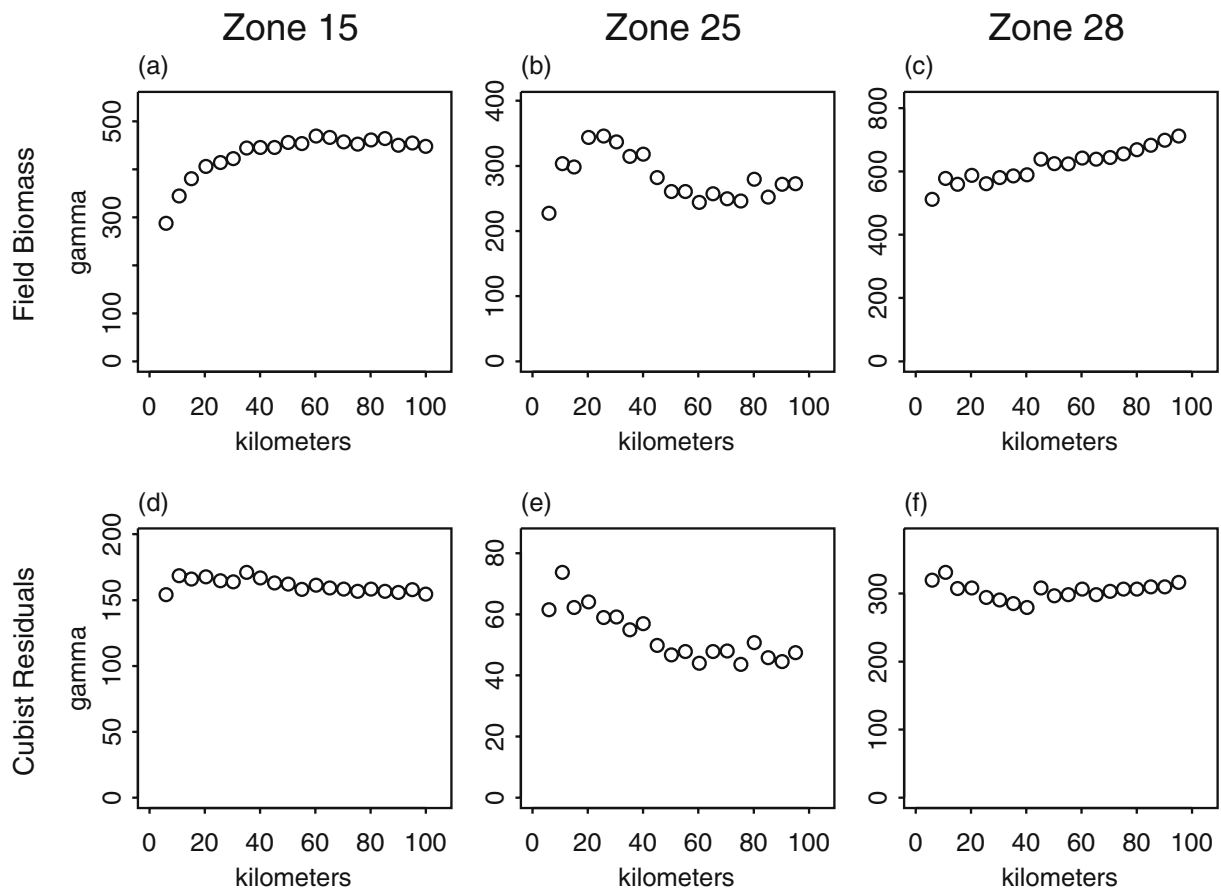 Zone 15
Zone 25
Zone 28
Field Biomass
(a)
gamma
0 100 300 500
0 20 40 60 80 100
kilometers
(b)
0 100 200 300 400
0 20 40 60 80 100
kilometers
(c)
0 200 400 600 800
0 20 40 60 80 100
kilometers
Cubist Residuals
(d)
gamma
0 50 100 150 200
0 20 40 60 80 100
kilometers
(e)
0 20 40 60 80
0 20 40 60 80 100
kilometers
(f)
0 100 200 300
0 20 40 60 80 100
kilometers